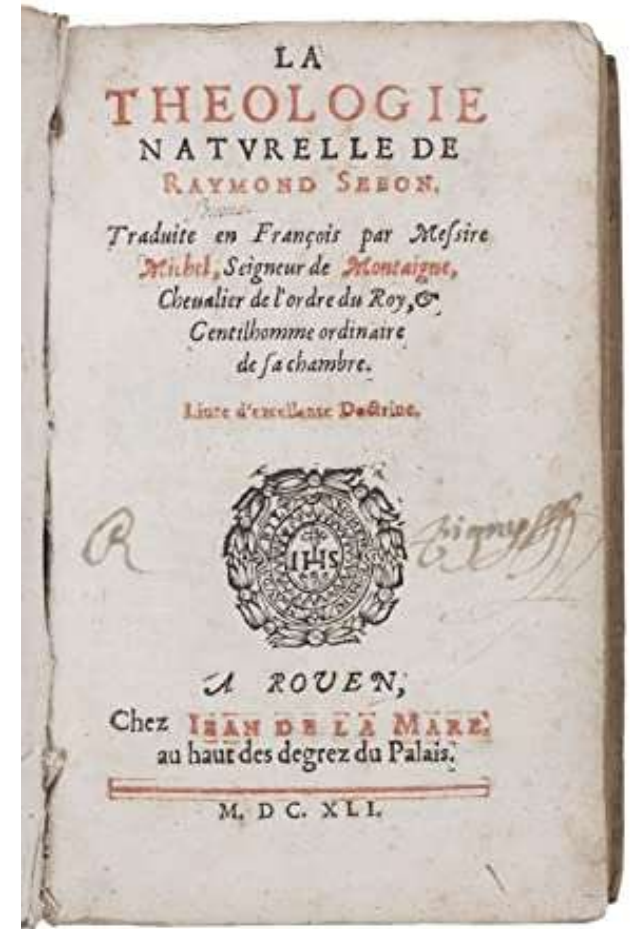 LA
THEOLOGIE
NATVRELLE DE
RAYMOND SEBON.
Traduite en François par Meſsire
Michel, Seigneur de Montaigne,
Cheualier de l'ordre du Roy, &
Gentilhomme ordinaire
de ſa chambre.
Liure d'excellente Doctrine.
IHS
R
A ROVEN,
Chez IEAN DE LA MARE,
au haut des degrez du Palais.
M. D C. XLI.